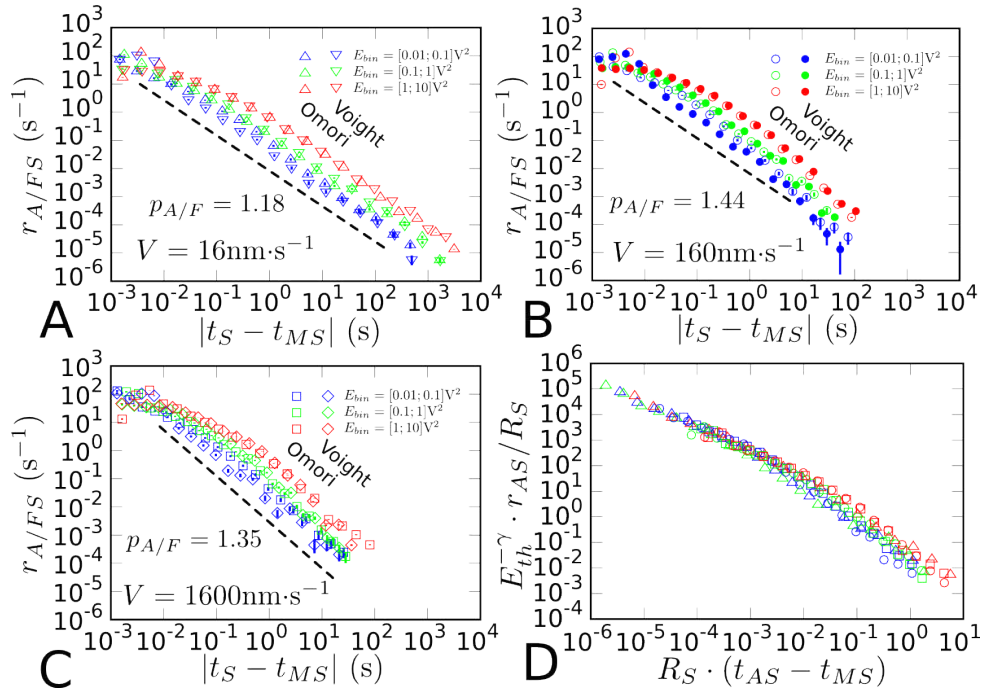 10³
10²
10¹
10⁰
10⁻¹
10⁻²
10⁻³
10⁻⁴
10⁻⁵
10⁻⁶
r_{A/FS} (s⁻¹)
E_{bin} = [0.01; 0.1]V²
E_{bin} = [0.1; 1]V²
E_{bin} = [1; 10]V²
Omori Voight
p_{A/F} = 1.18
V = 16nm·s⁻¹
10⁻³ 10⁻² 10⁻¹ 10⁰ 10¹ 10² 10³ 10⁴
|t_S − t_{MS}| (s)
A
10³
10²
10¹
10⁰
10⁻¹
10⁻²
10⁻³
10⁻⁴
10⁻⁵
10⁻⁶
r_{A/FS} (s⁻¹)
E_{bin} = [0.01; 0.1]V²
E_{bin} = [0.1; 1]V²
E_{bin} = [1; 10]V²
Omori Voight
p_{A/F} = 1.44
V = 160nm·s⁻¹
10⁻³ 10⁻² 10⁻¹ 10⁰ 10¹ 10² 10³ 10⁴
|t_S − t_{MS}| (s)
B
10³
10²
10¹
10⁰
10⁻¹
10⁻²
10⁻³
10⁻⁴
10⁻⁵
10⁻⁶
r_{A/FS} (s⁻¹)
E_{bin} = [0.01; 0.1]V²
E_{bin} = [0.1; 1]V²
E_{bin} = [1; 10]V²
Omori Voight
p_{A/F} = 1.35
V = 1600nm·s⁻¹
10⁻³ 10⁻² 10⁻¹ 10⁰ 10¹ 10² 10³ 10⁴
|t_S − t_{MS}| (s)
C
10⁶
10⁵
10⁴
10³
10²
10¹
10⁰
10⁻¹
10⁻²
10⁻³
10⁻⁴
E_{th}^{−γ} · r_{AS}/R_S
10⁻⁶ 10⁻⁵ 10⁻⁴ 10⁻³ 10⁻² 10⁻¹ 10⁰ 10¹
R_S · (t_{AS} − t_{MS})
D